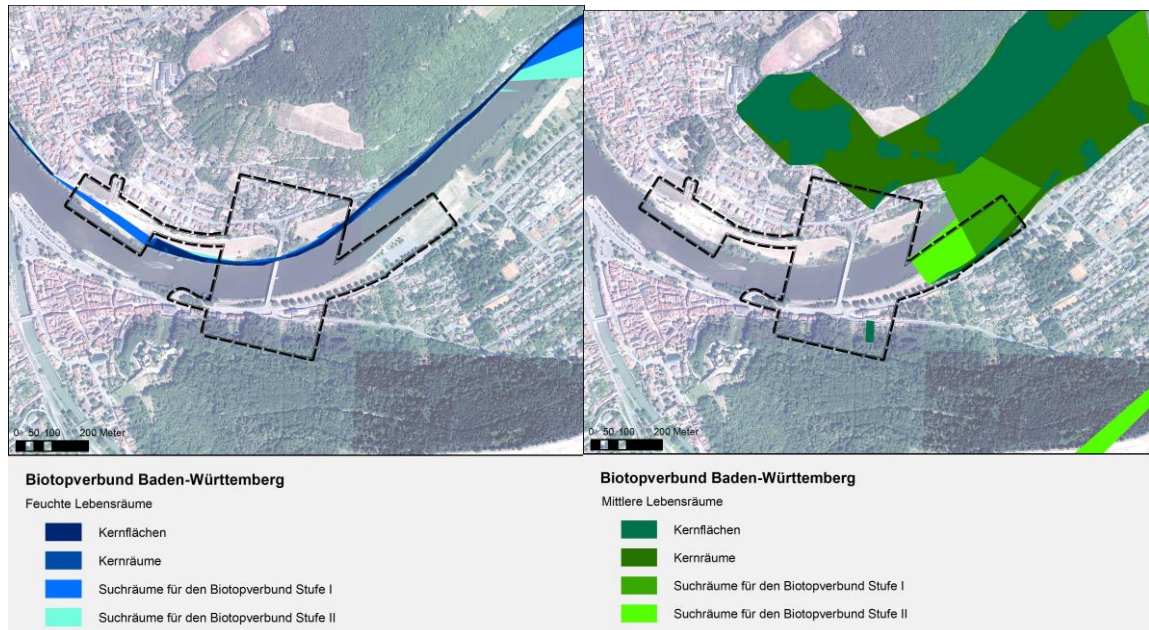 0 50 100 200 Meter
Biotopverbund Baden-Württemberg
Feuchte Lebensräume
Kernflächen
Kernräume
Suchräume für den Biotopverbund Stufe I
Suchräume für den Biotopverbund Stufe II
0 50 100 200 Meter
Biotopverbund Baden-Württemberg
Mittlere Lebensräume
Kernflächen
Kernräume
Suchräume für den Biotopverbund Stufe I
Suchräume für den Biotopverbund Stufe II